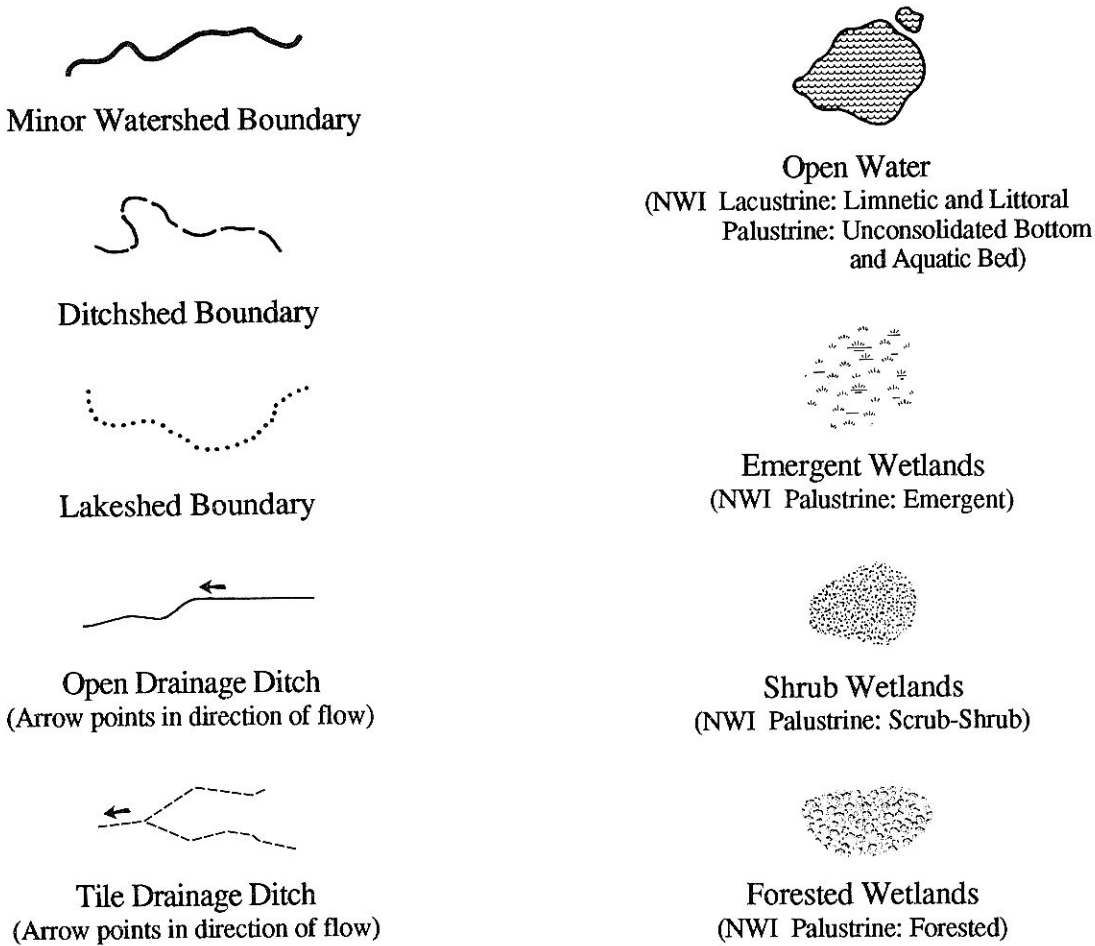 Minor Watershed Boundary
Ditchshed Boundary
Lakeshed Boundary
Open Drainage Ditch
(Arrow points in direction of flow)
Tile Drainage Ditch
(Arrow points in direction of flow)
Open Water
(NWI Lacustrine: Limnetic and Littoral
Palustrine: Unconsolidated Bottom
and Aquatic Bed)
Emergent Wetlands
(NWI Palustrine: Emergent)
Shrub Wetlands
(NWI Palustrine: Scrub-Shrub)
Forested Wetlands
(NWI Palustrine: Forested)